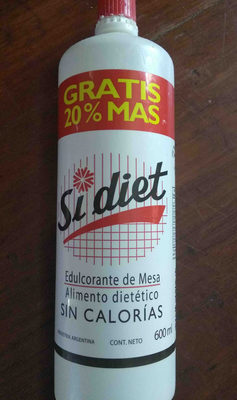 GRATIS
20% MAS
Si diet
Edulcorante de Mesa
Alimento dietético
SIN CALORÍAS
INDUSTRIA ARGENTINA CONT. NETO 600 ml